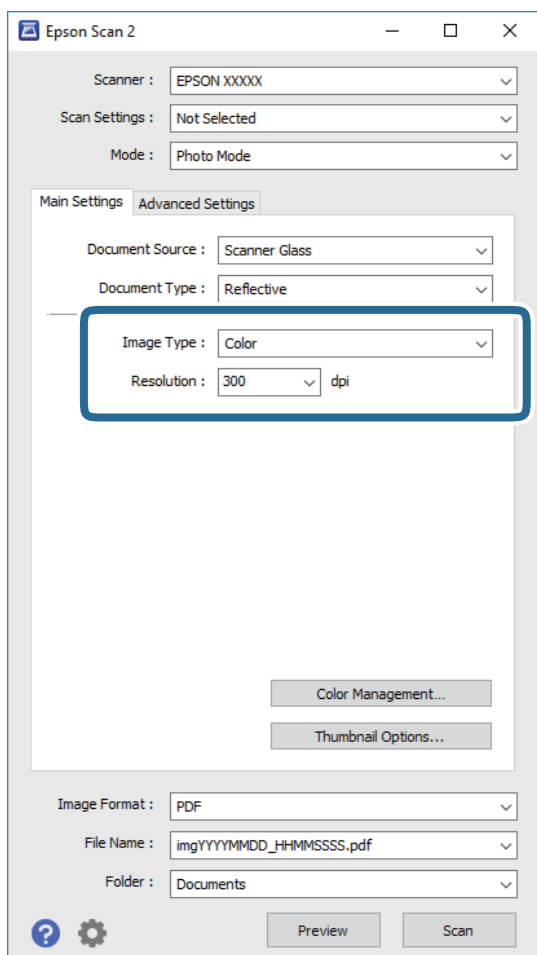 Epson Scan 2
Scanner : EPSON XXXXX
Scan Settings : Not Selected
Mode : Photo Mode
Main Settings Advanced Settings
Document Source : Scanner Glass
Document Type : Reflective
Image Type : Color
Resolution : 300 dpi
Color Management...
Thumbnail Options...
Image Format : PDF
File Name : imgYYYYMMDD_HHMMSSSS.pdf
Folder : Documents
? Preview Scan